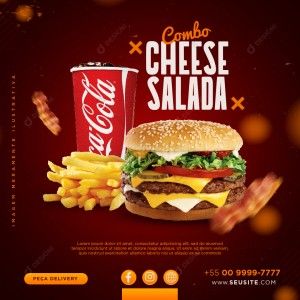 Combo
CHEESE
SALADA
Coca-Cola
IMAGEM MERAMENTE ILUSTRATIVA
PEÇA DELIVERY
+55 00 9999-7777
WWW.SEUSITE.COM